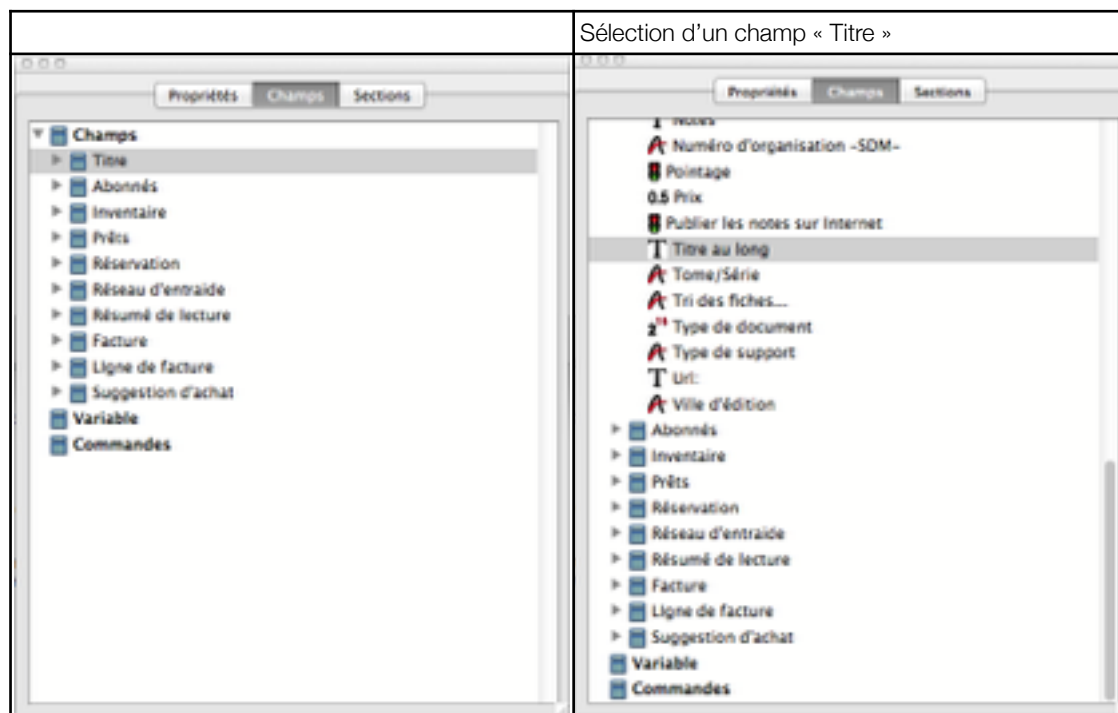 Sélection d'un champ « Titre »
Propriétés Champs Sections
Champs
Titre
Abonnés
Inventaire
Prêts
Réservation
Réseau d'entraide
Résumé de lecture
Facture
Ligne de facture
Suggestion d'achat
Variable
Commandes
Propriétés Champs Sections
Notes
Numéro d'organisation -SDM-
Pointage
0.5 Prix
Publier les notes sur Internet
Titre au long
Tome/Série
Tri des fiches...
Type de document
Type de support
Url:
Ville d'édition
Abonnés
Inventaire
Prêts
Réservation
Réseau d'entraide
Résumé de lecture
Facture
Ligne de facture
Suggestion d'achat
Variable
Commandes